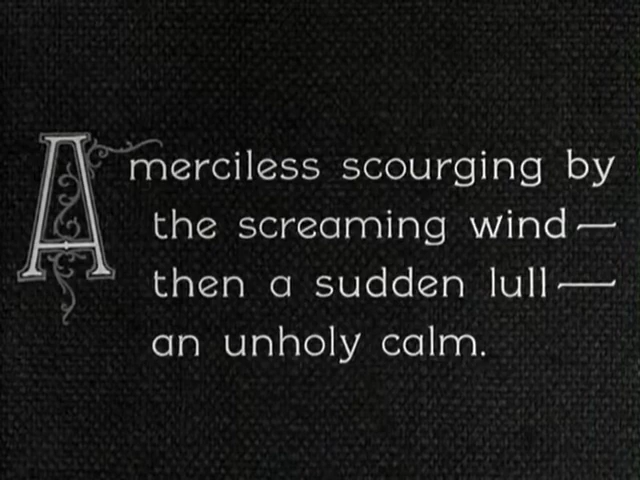 A merciless scourging by
the screaming wind—
then a sudden lull—
an unholy calm.